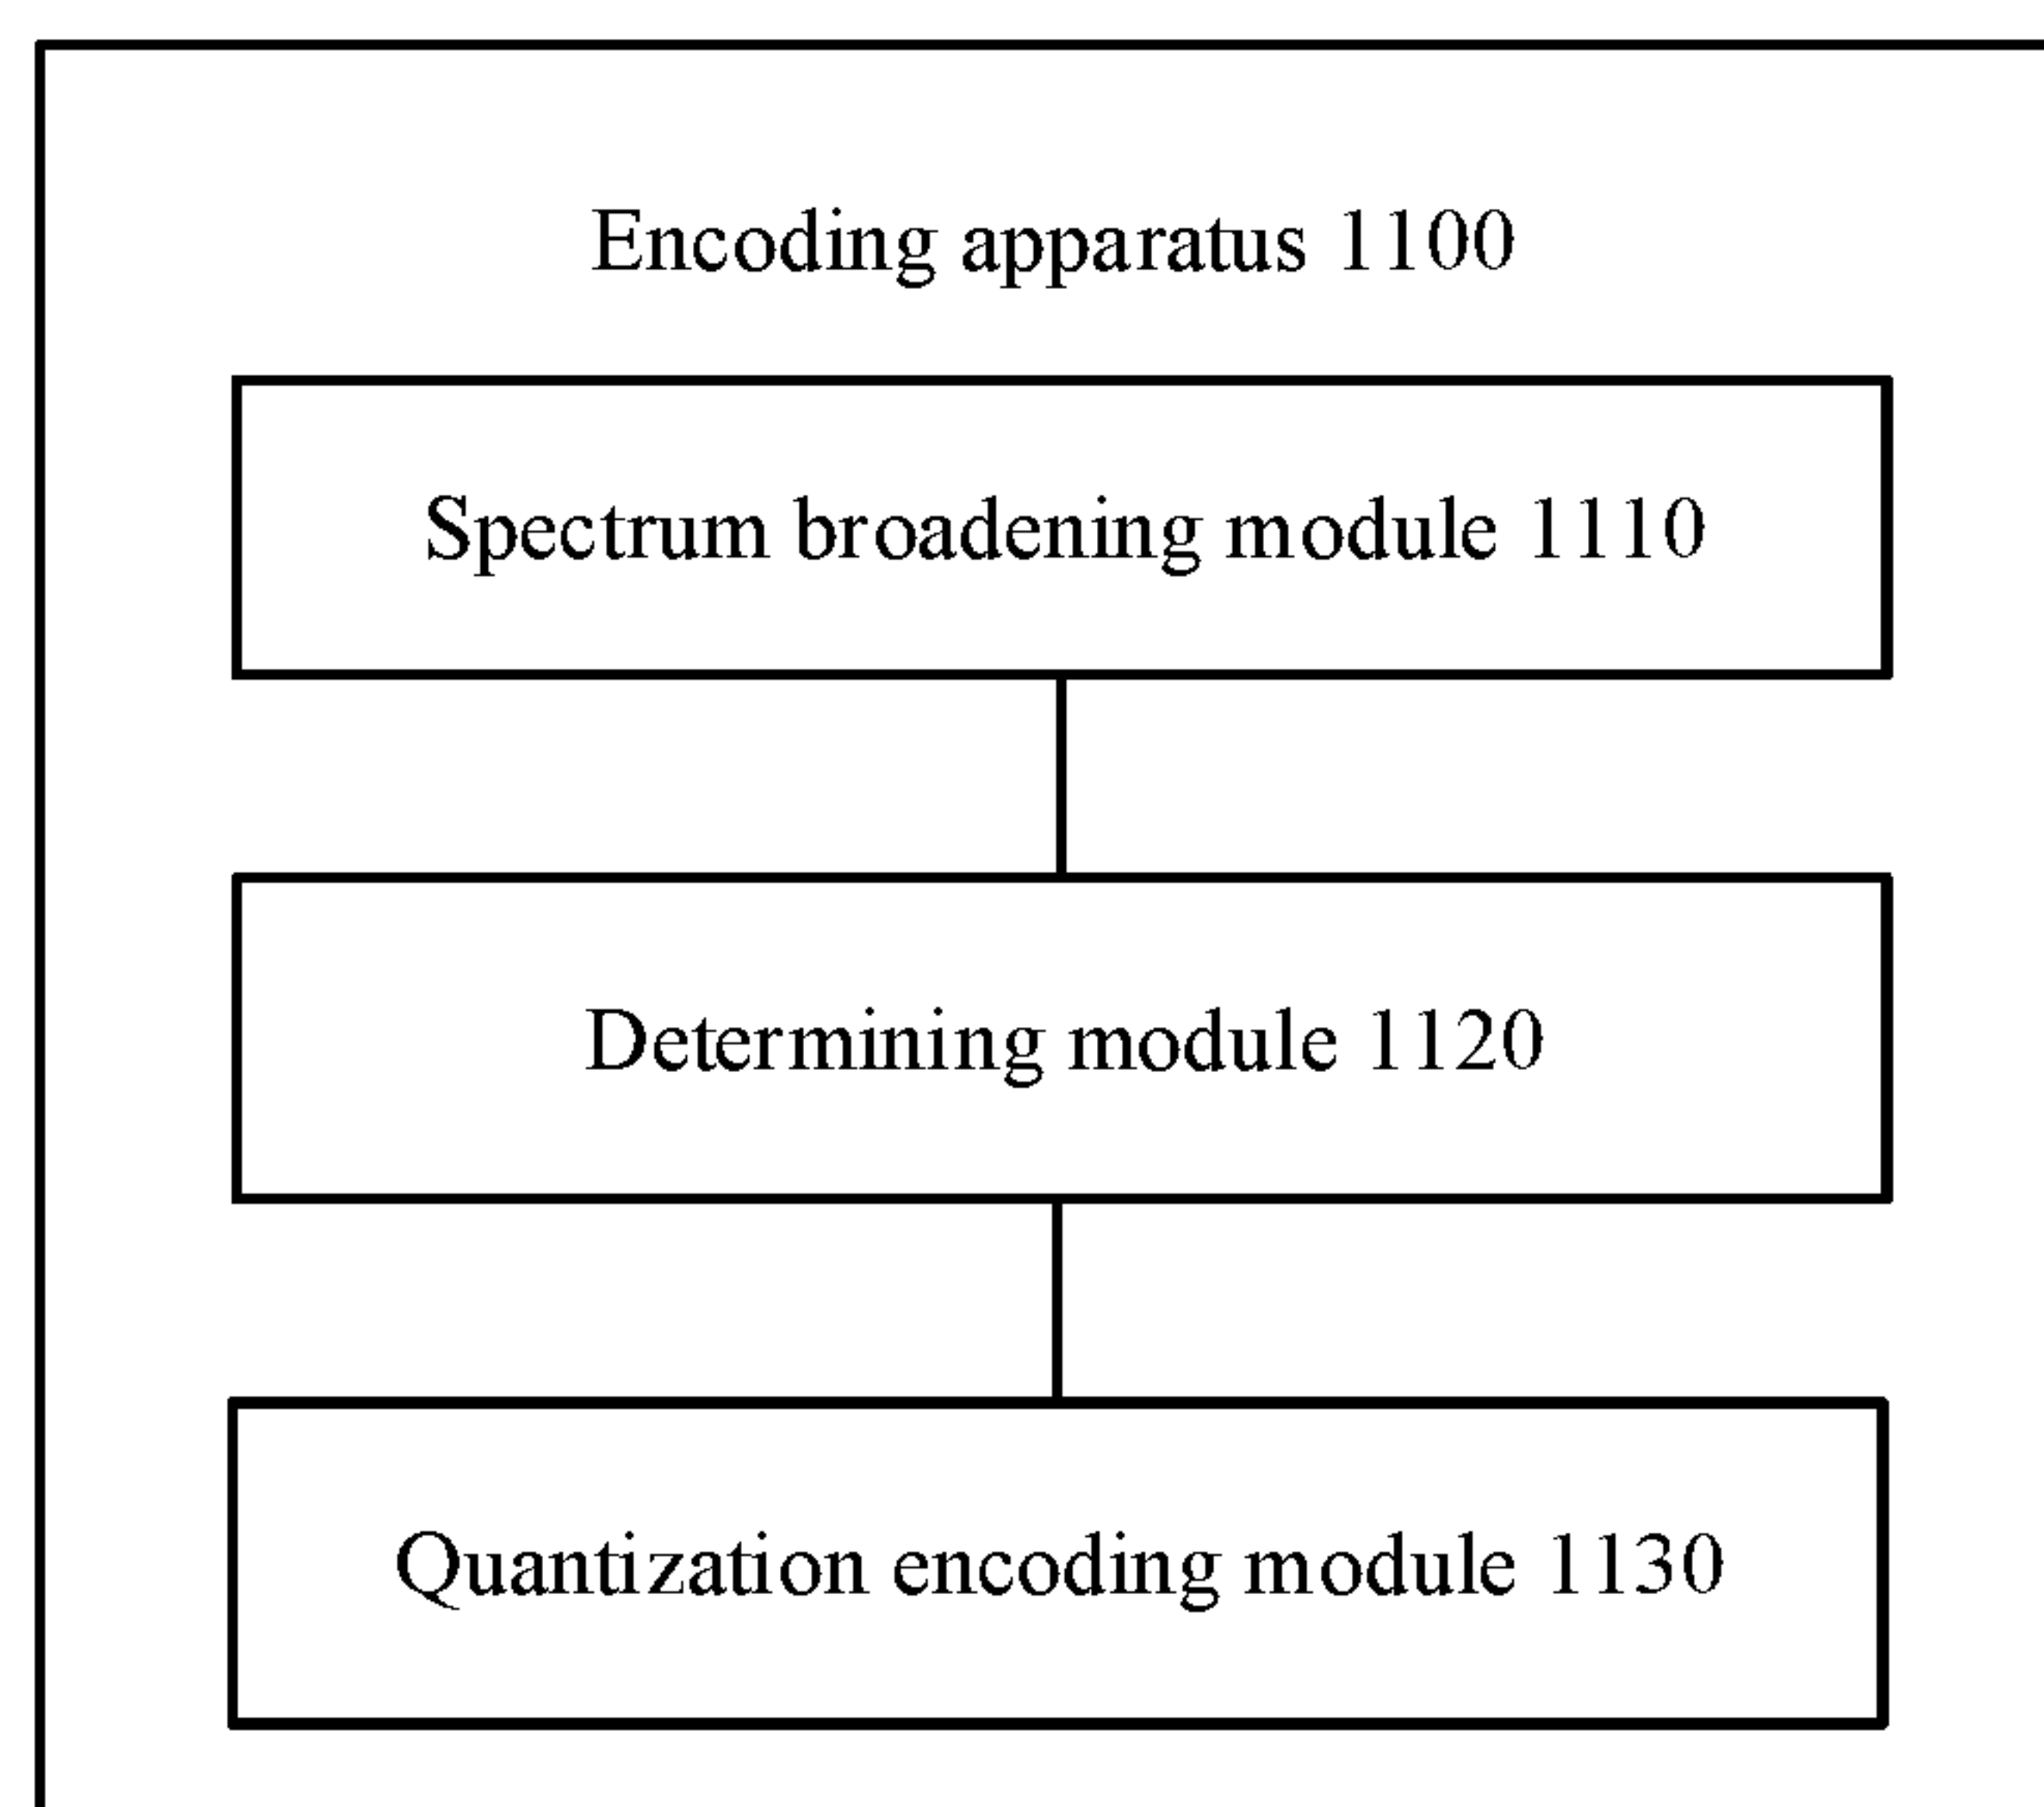 Encoding apparatus 1100
Spectrum broadening module 1110
Determining module 1120
Quantization encoding module 1130